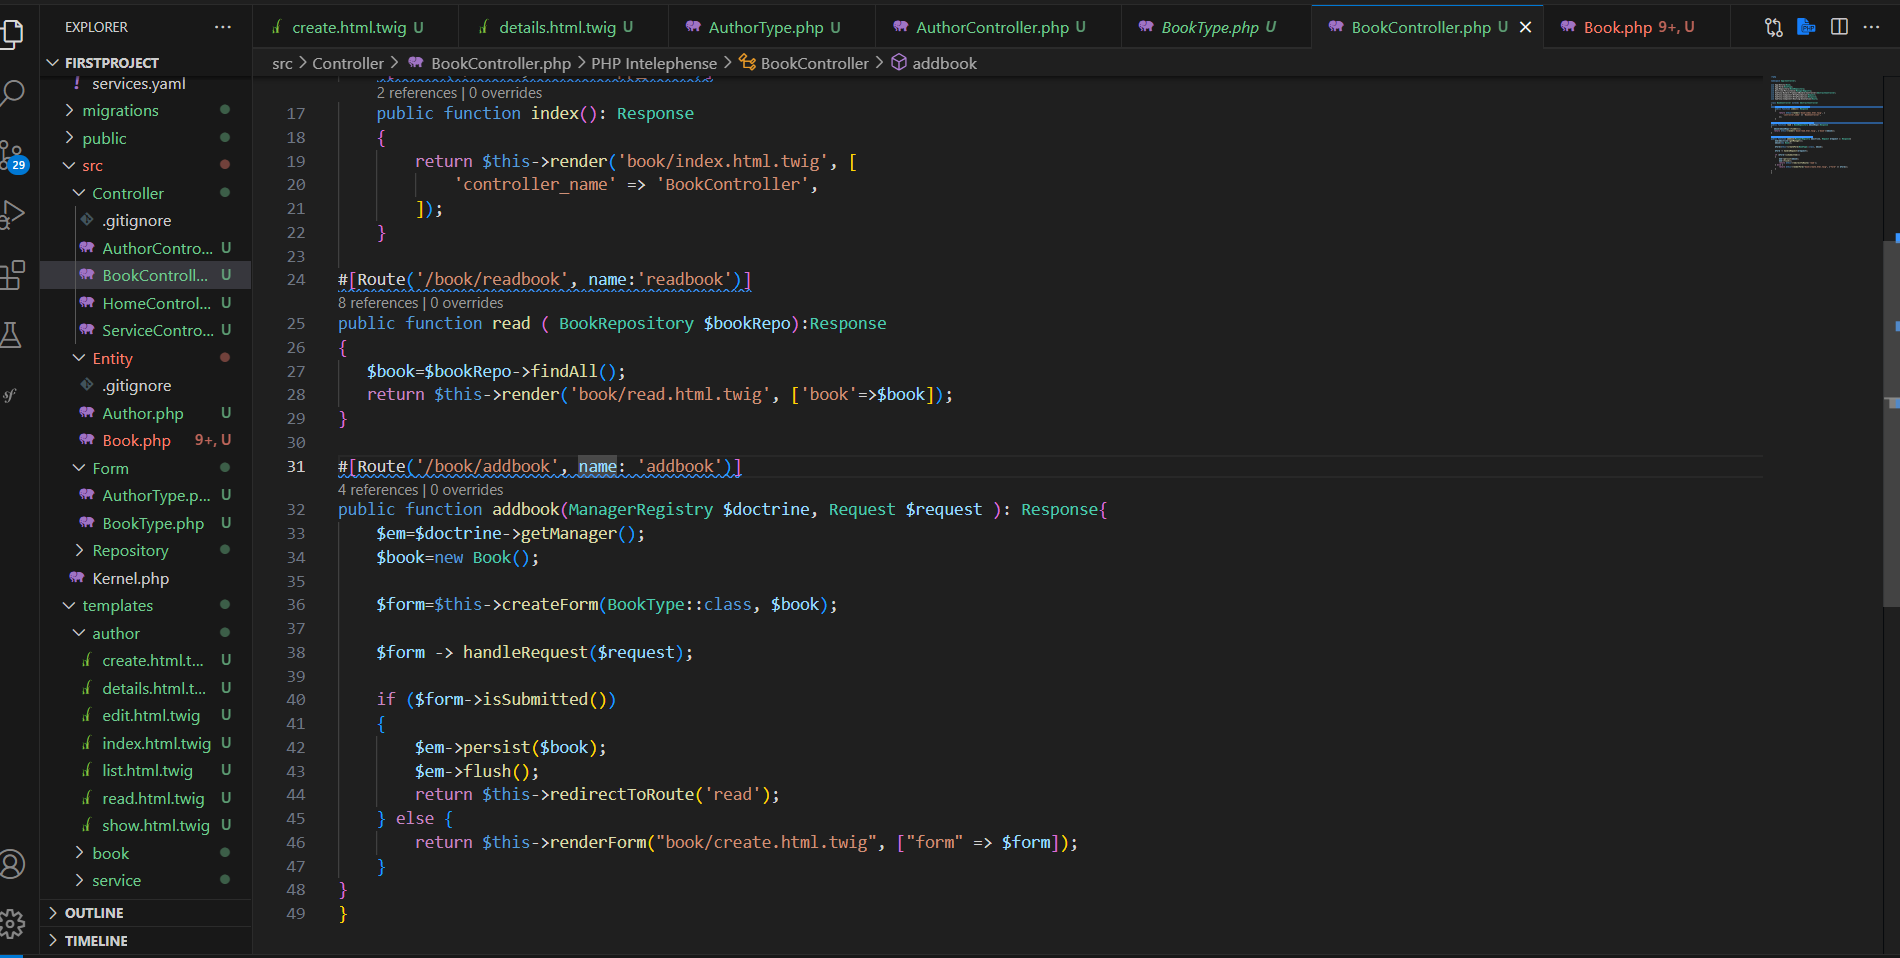 EXPLORER ...
create.html.twig U
details.html.twig U
AuthorType.php U
AuthorController.php U
BookType.php U
BookController.php U
Book.php 9+, U
src > Controller > BookController.php > PHP Intelephense > BookController > addbook
FIRSTPROJECT
services.yaml
migrations
public
src
Controller
.gitignore
AuthorContro... U
BookControll... U
HomeControl... U
ServiceContro... U
Entity
.gitignore
Author.php U
Book.php 9+, U
Form
AuthorType.p... U
BookType.php U
Repository
Kernel.php
templates
author
create.html.t... U
details.html.t... U
edit.html.twig U
index.html.twig U
list.html.twig U
read.html.twig U
show.html.twig U
book
service
OUTLINE
TIMELINE
29
2 references | 0 overrides
17 public function index(): Response
18 {
19 return $this->render('book/index.html.twig', [
20 'controller_name' => 'BookController',
21 ]);
22 }
23
24 #[Route('/book/readbook', name:'readbook')]
8 references | 0 overrides
25 public function read ( BookRepository $bookRepo):Response
26 {
27 $book=$bookRepo->findAll();
28 return $this->render('book/read.html.twig', ['book'=>$book]);
29 }
30
31 #[Route('/book/addbook', name: 'addbook')]
4 references | 0 overrides
32 public function addbook(ManagerRegistry $doctrine, Request $request ): Response{
33 $em=$doctrine->getManager();
34 $book=new Book();
35
36 $form=$this->createForm(BookType::class, $book);
37
38 $form -> handleRequest($request);
39
40 if ($form->isSubmitted())
41 {
42 $em->persist($book);
43 $em->flush();
44 return $this->redirectToRoute('read');
45 } else {
46 return $this->renderForm("book/create.html.twig", ["form" => $form]);
47 }
48 }
49 }